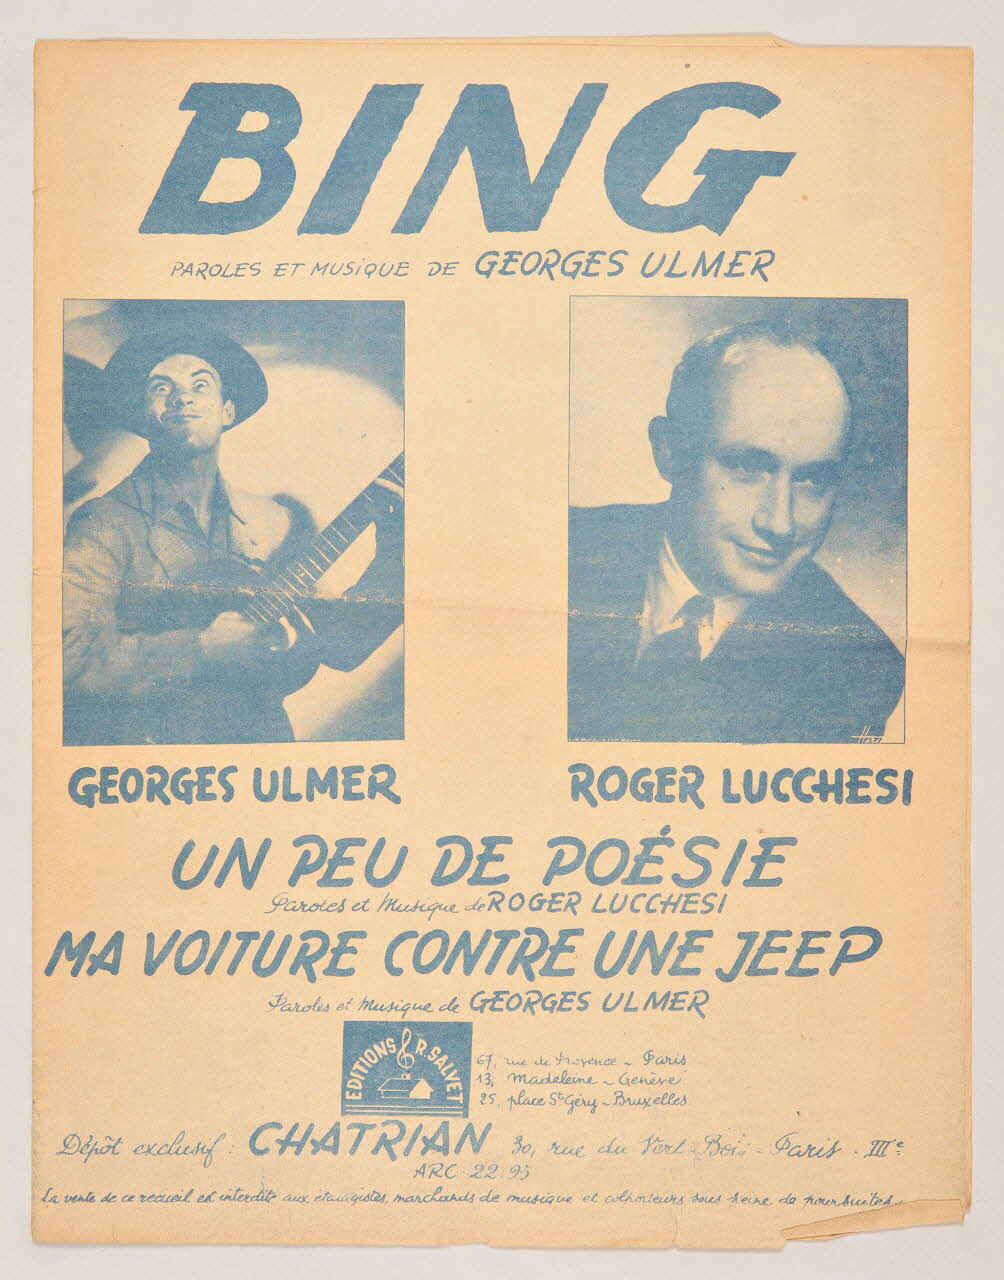 BING
PAROLES ET MUSIQUE DE GEORGES ULMER
GEORGES ULMER
ROGER LUCCHESI
UN PEU DE POÉSIE
Paroles et Musique de ROGER LUCCHESI
MA VOITURE CONTRE UNE JEEP
Paroles et Musique de GEORGES ULMER
EDITIONS R. SALVET
67, rue de Provence - Paris
13, Madeleine - Genève
25, place St Géry - Bruxelles
Dépôt exclusif : CHATRIAN 30, rue du Vert-Bois - Paris - IIIe
ARC 22.95
La vente de ce recueil est interdite aux étalagistes, marchands de musique et colporteurs sous peine de poursuites